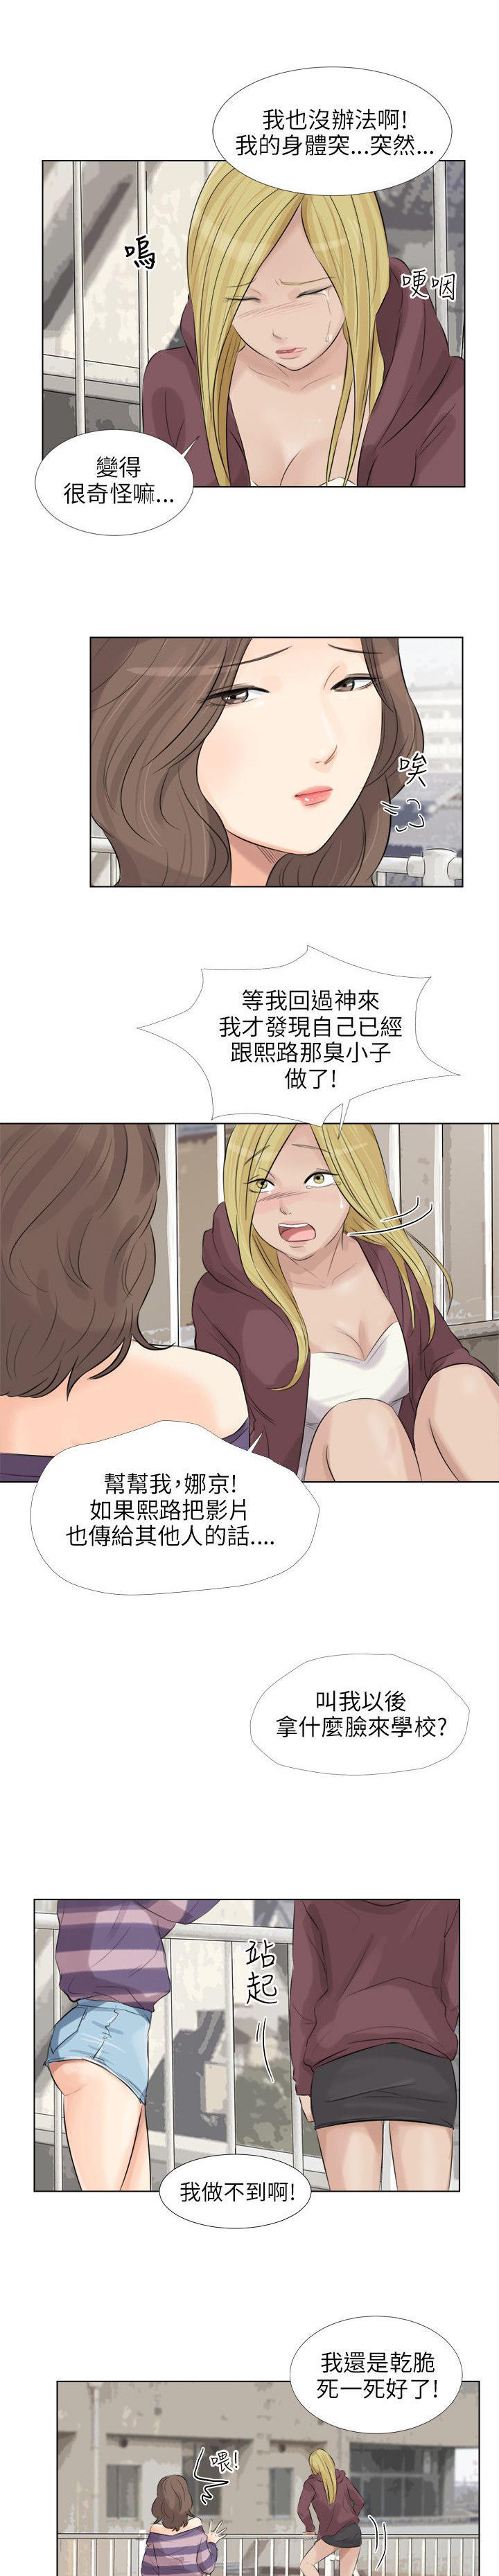 我也沒辦法啊!
我的身體突...突然...
嗚
哽咽
變得
很奇怪嘛...
唉
等我回過神來
我才發現自己已經
跟熙路那臭小子
做了!
幫幫我,娜京!
如果熙路把影片
也傳給其他人的話....
叫我以後
拿什麼臉來學校?
站起
我做不到啊!
我還是乾脆
死一死好了!
喂!